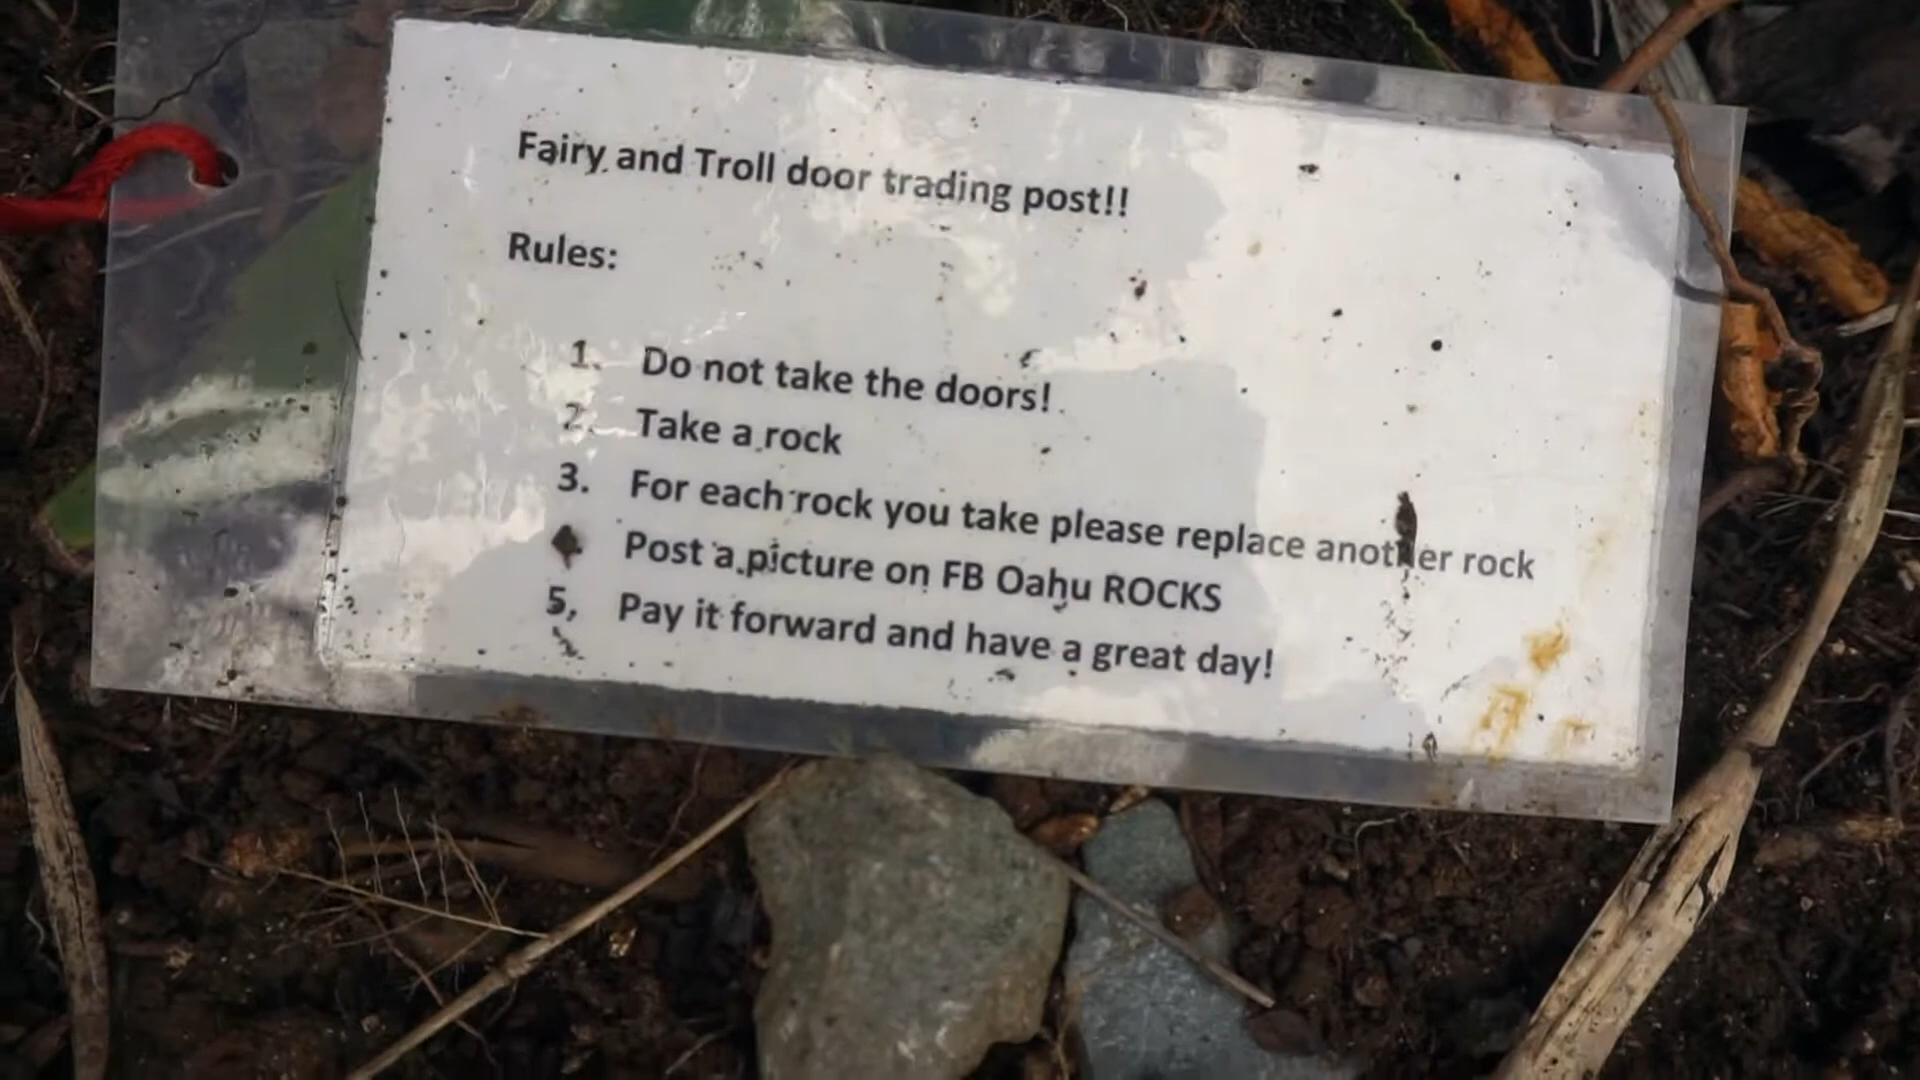 Fairy and Troll door trading post!!
Rules:
1. Do not take the doors!
2. Take a rock
3. For each rock you take please replace another rock
Post a picture on FB Oahu ROCKS
5, Pay it forward and have a great day!